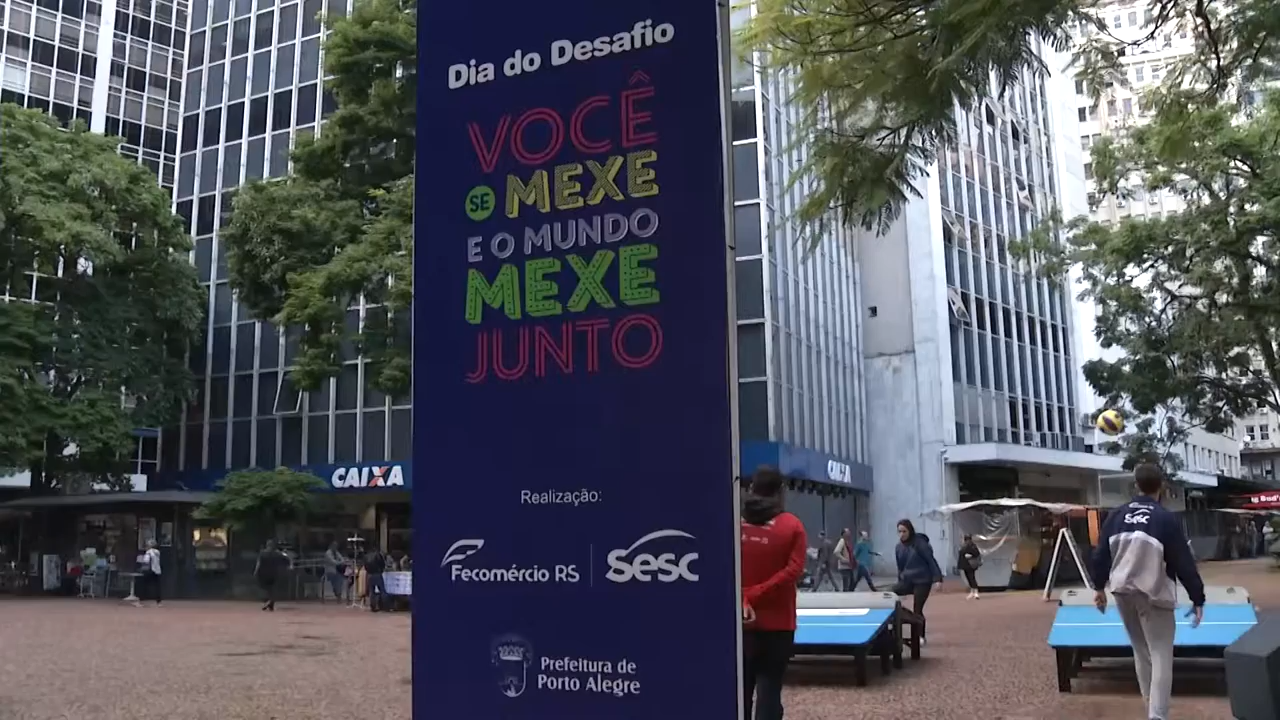 Dia do Desafio
VOCÊ
SE MEXE
E O MUNDO
MEXE
JUNTO
Realização:
Fecomércio RS
Sesc
Prefeitura de
Porto Alegre
CAIXA
CAIXA
Sesc